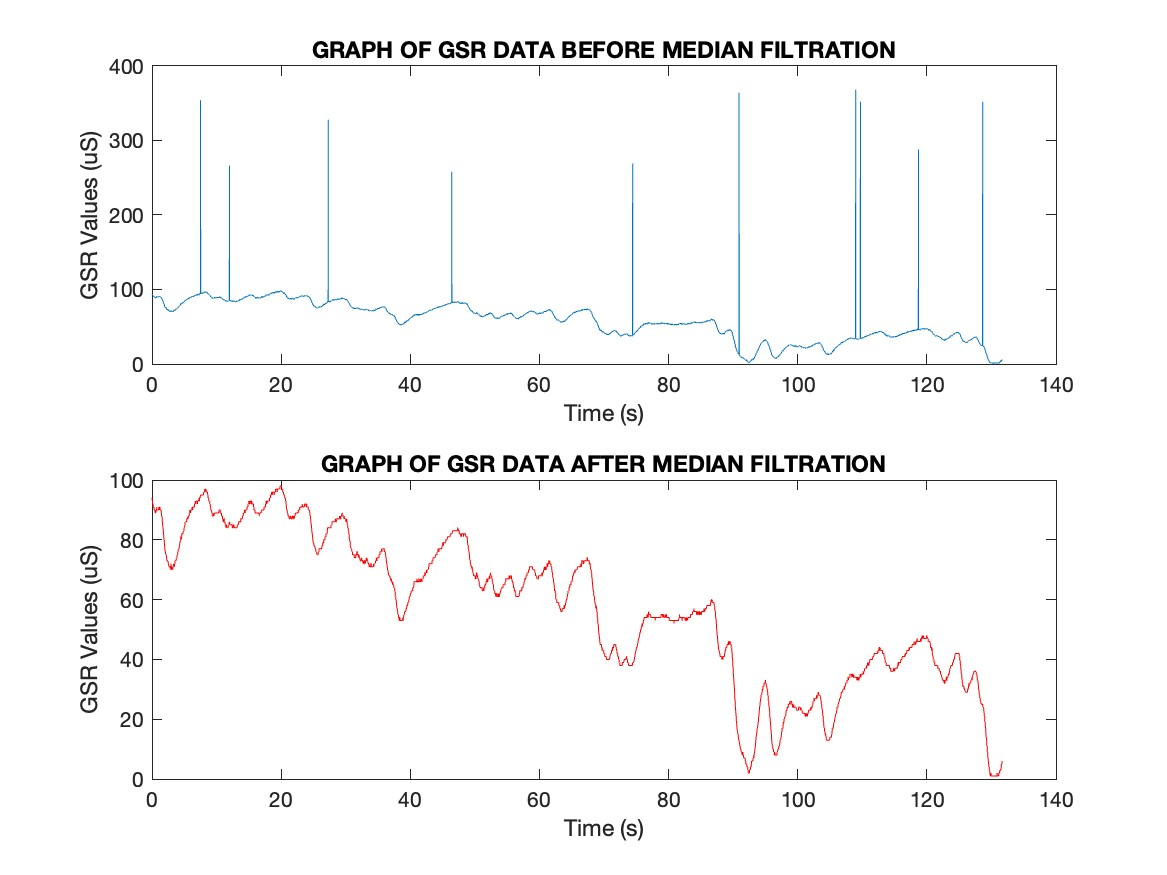 GRAPH OF GSR DATA BEFORE MEDIAN FILTRATION
400
300
200
100
0
GSR Values (uS)
0 20 40 60 80 100 120 140
Time (s)
GRAPH OF GSR DATA AFTER MEDIAN FILTRATION
100
80
60
40
20
0
GSR Values (uS)
0 20 40 60 80 100 120 140
Time (s)